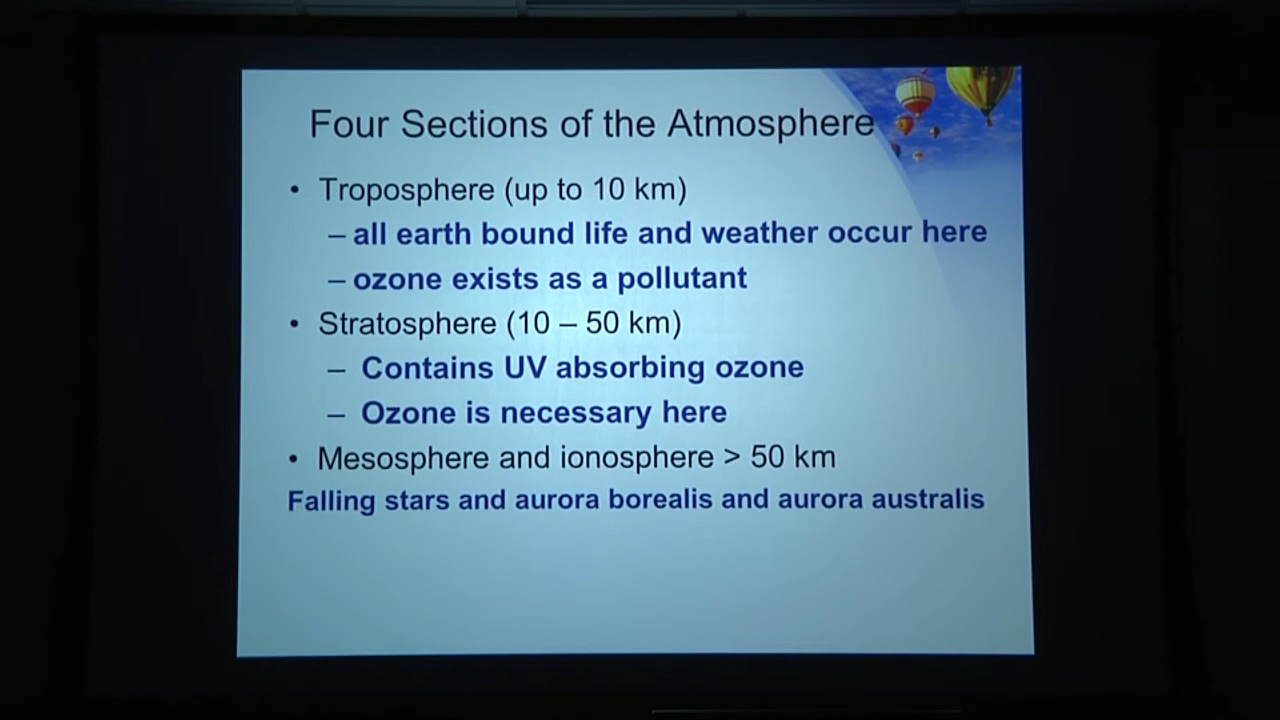 Four Sections of the Atmosphere
• Troposphere (up to 10 km)
– all earth bound life and weather occur here
– ozone exists as a pollutant
• Stratosphere (10 – 50 km)
– Contains UV absorbing ozone
– Ozone is necessary here
• Mesosphere and ionosphere > 50 km
Falling stars and aurora borealis and aurora australis